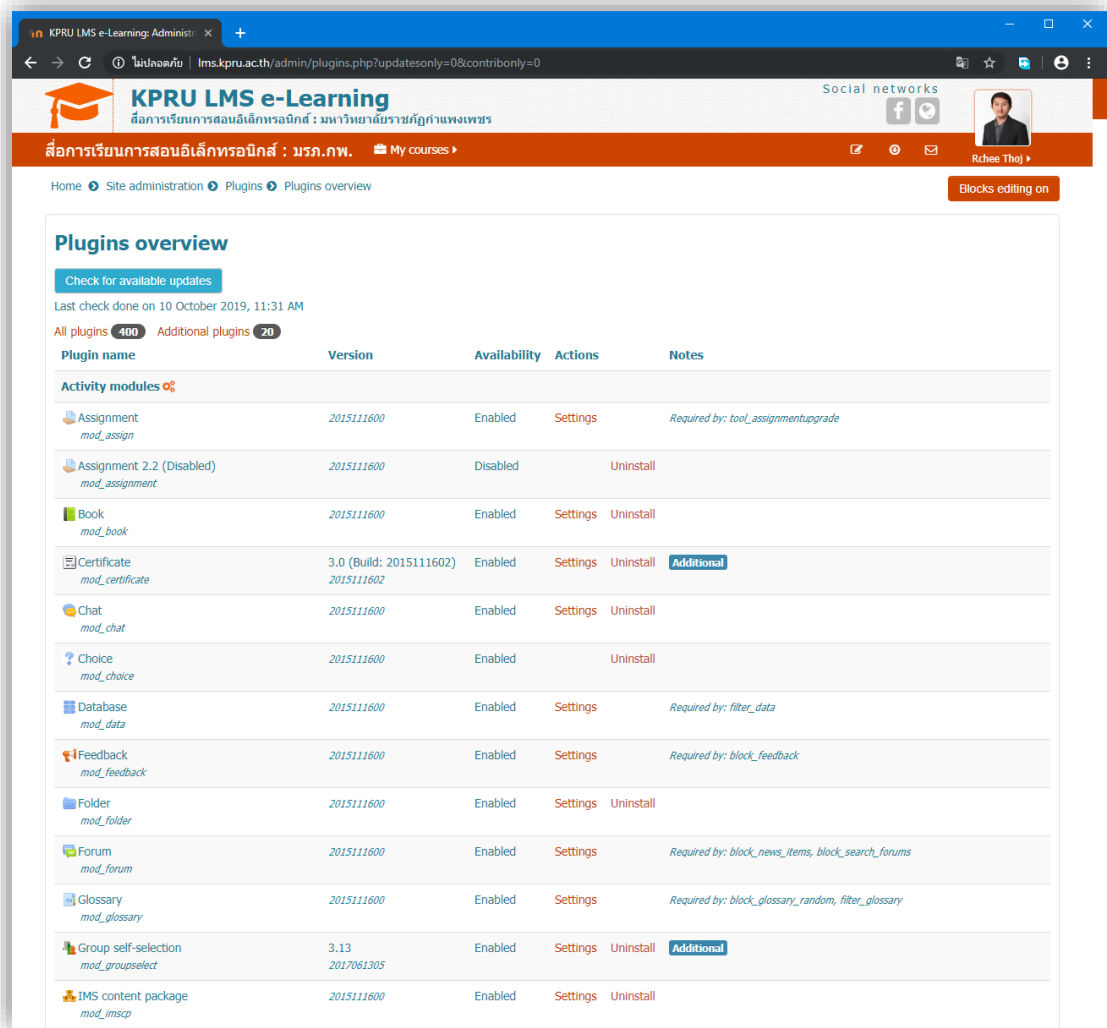 KPRU LMS e-Learning: Administr
ไม่ปลอดภัย | lms.kpru.ac.th/admin/plugins.php?updatesonly=0&contribonly=0
KPRU LMS e-Learning
สื่อการเรียนการสอนอิเล็กทรอนิกส์ : มหาวิทยาลัยราชภัฏกำแพงเพชร
Social networks
สื่อการเรียนการสอนอิเล็กทรอนิกส์ : มรภ.กพ. My courses
Rchee Thoj
Home Site administration Plugins Plugins overview
Blocks editing on
Plugins overview
Check for available updates
Last check done on 10 October 2019, 11:31 AM
All plugins 400 Additional plugins 20
Plugin name Version Availability Actions Notes
Activity modules
Assignment 2015111600 Enabled Settings Required by: tool_assignmentupgrade
mod_assign
Assignment 2.2 (Disabled) 2015111600 Disabled Uninstall
mod_assignment
Book 2015111600 Enabled Settings Uninstall
mod_book
Certificate 3.0 (Build: 2015111602) Enabled Settings Uninstall Additional
mod_certificate 2015111602
Chat 2015111600 Enabled Settings Uninstall
mod_chat
Choice 2015111600 Enabled Uninstall
mod_choice
Database 2015111600 Enabled Settings Required by: filter_data
mod_data
Feedback 2015111600 Enabled Settings Required by: block_feedback
mod_feedback
Folder 2015111600 Enabled Settings Uninstall
mod_folder
Forum 2015111600 Enabled Settings Required by: block_news_items, block_search_forums
mod_forum
Glossary 2015111600 Enabled Settings Required by: block_glossary_random, filter_glossary
mod_glossary
Group self-selection 3.13 Enabled Settings Uninstall Additional
mod_groupselect 2017061305
IMS content package 2015111600 Enabled Settings Uninstall
mod_imscp